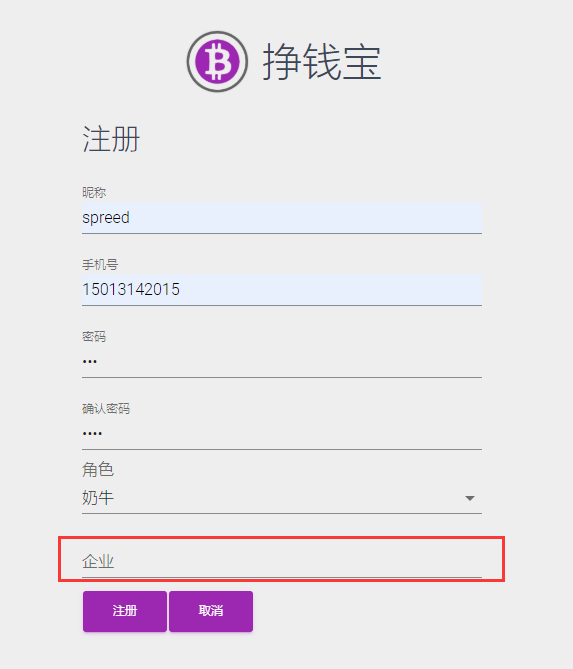 挣钱宝
注册
昵称
spreed
手机号
15013142015
密码
•••
确认密码
••••
角色
奶牛
企业
注册 取消